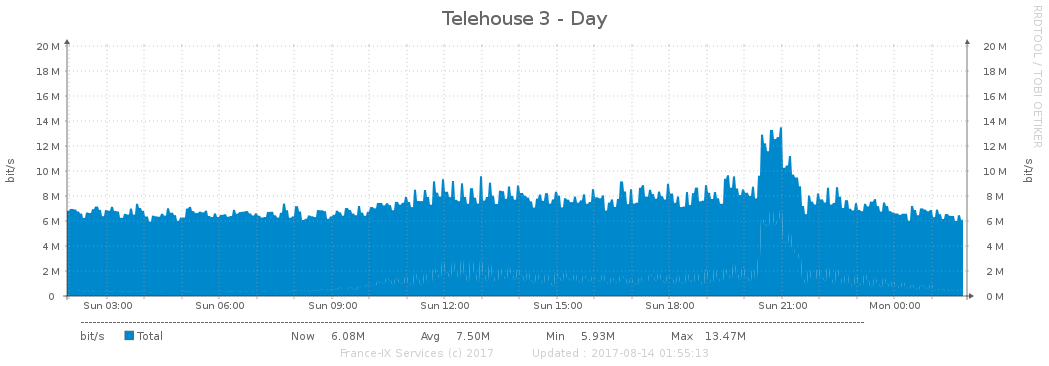 Telehouse 3 - Day
RRDTOOL / TOBI OETIKER
20 M 20 M
18 M 18 M
16 M 16 M
14 M 14 M
12 M 12 M
10 M 10 M
8 M 8 M
6 M 6 M
4 M 4 M
2 M 2 M
0 0 M
bit/s bit/s
Sun 03:00 Sun 06:00 Sun 09:00 Sun 12:00 Sun 15:00 Sun 18:00 Sun 21:00 Mon 00:00
bit/s Total Now 6.08M Avg 7.50M Min 5.93M Max 13.47M
France-IX Services (c) 2017 Updated : 2017-08-14 01:55:13